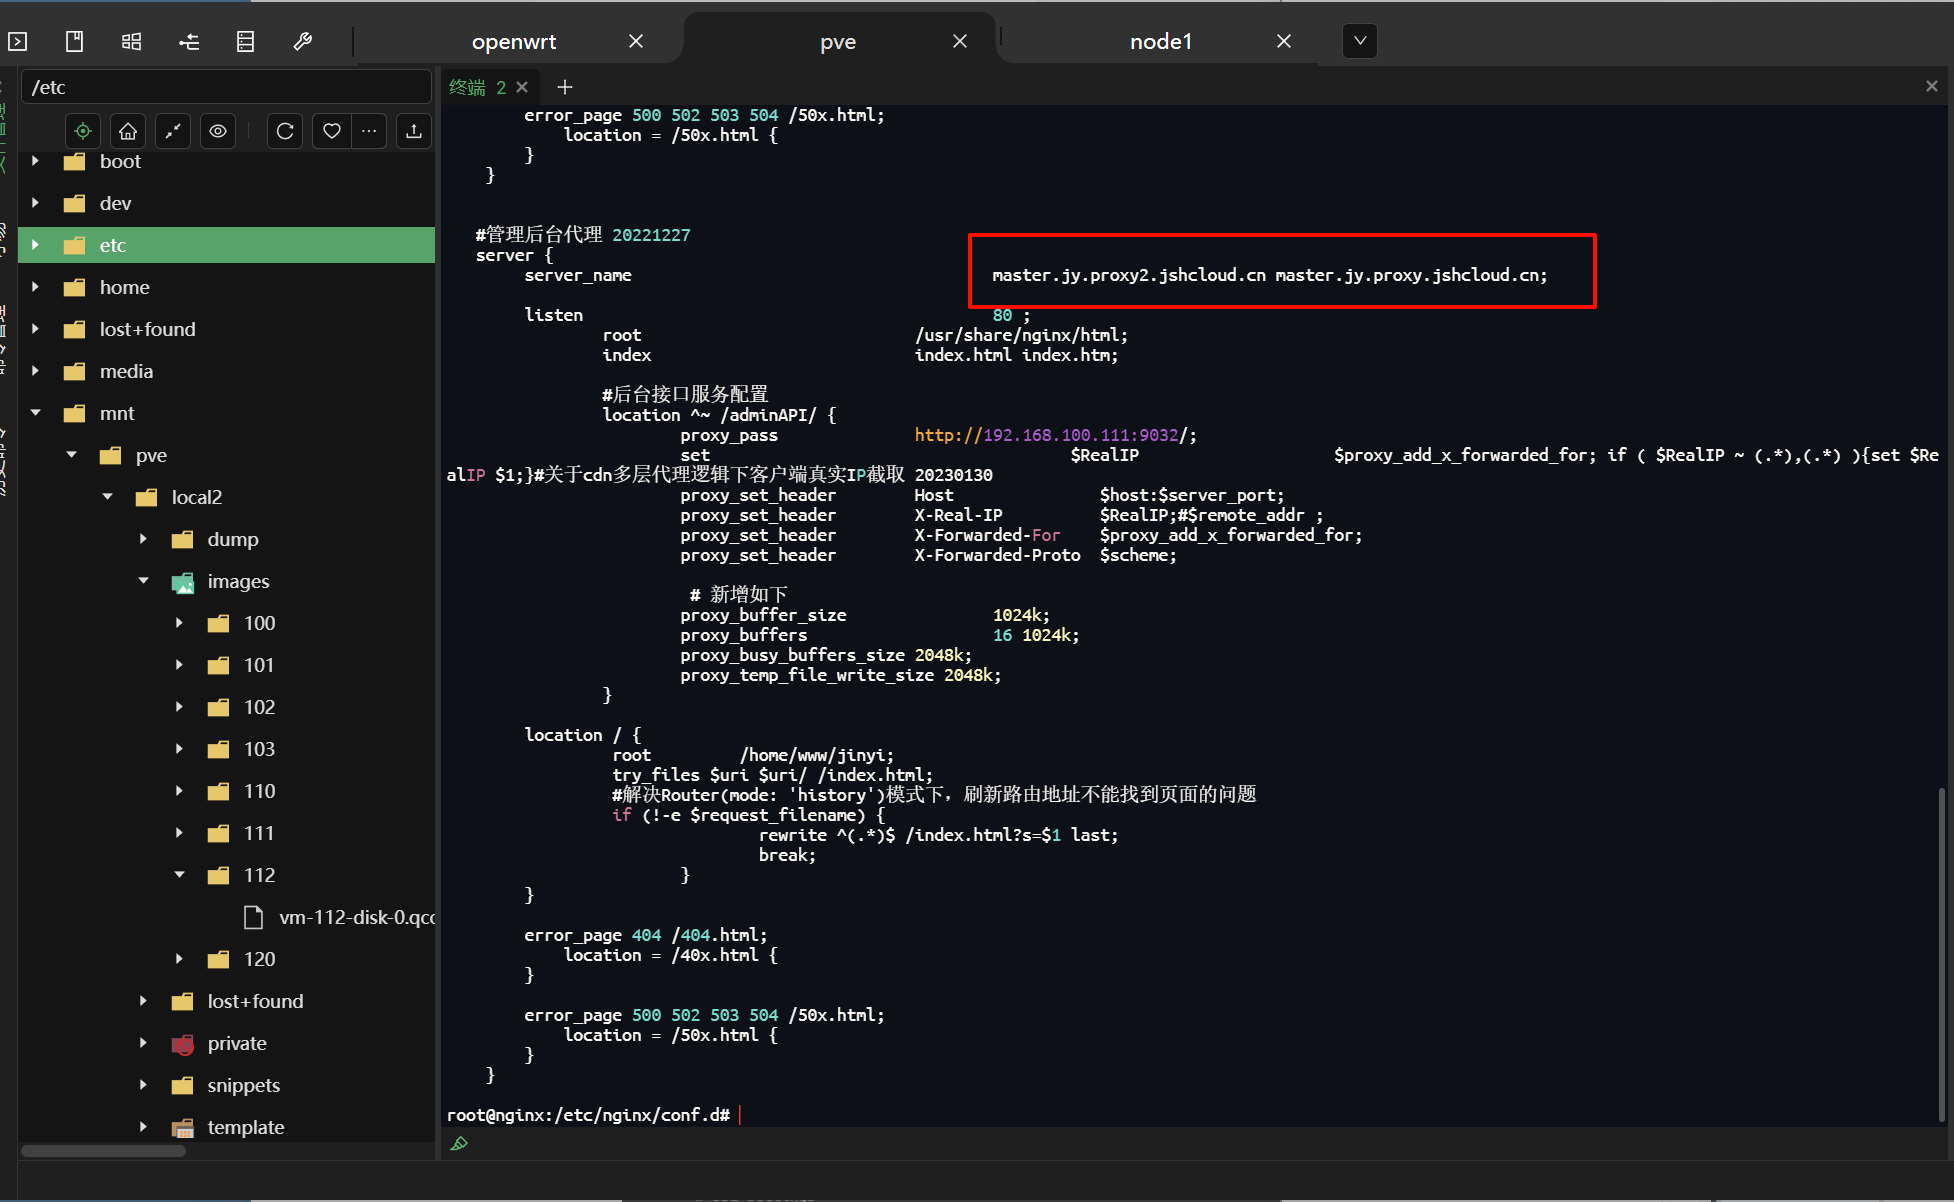 openwrt
pve
node1
/etc
终端 2
boot
dev
etc
home
lost+found
media
mnt
pve
local2
dump
images
100
101
102
103
110
111
112
vm-112-disk-0.qco
120
lost+found
private
snippets
template
error_page 500 502 503 504 /50x.html;
location = /50x.html {
}
}
#管理后台代理 20221227
server {
server_name master.jy.proxy2.jshcloud.cn master.jy.proxy.jshcloud.cn;
listen 80 ;
root /usr/share/nginx/html;
index index.html index.htm;
#后台接口服务配置
location ^~ /adminAPI/ {
proxy_pass http://192.168.100.111:9032/;
set $RealIP $proxy_add_x_forwarded_for; if ( $RealIP ~ (.*),(.*) ){set $Re
alIP $1;}#关于cdn多层代理逻辑下客户端真实IP截取 20230130
proxy_set_header Host $host:$server_port;
proxy_set_header X-Real-IP $RealIP;#$remote_addr ;
proxy_set_header X-Forwarded-For $proxy_add_x_forwarded_for;
proxy_set_header X-Forwarded-Proto $scheme;
# 新增如下
proxy_buffer_size 1024k;
proxy_buffers 16 1024k;
proxy_busy_buffers_size 2048k;
proxy_temp_file_write_size 2048k;
}
location / {
root /home/www/jinyi;
try_files $uri $uri/ /index.html;
#解决Router(mode: 'history')模式下，刷新路由地址不能找到页面的问题
if (!-e $request_filename) {
rewrite ^(.*)$ /index.html?s=$1 last;
break;
}
}
error_page 404 /404.html;
location = /40x.html {
}
error_page 500 502 503 504 /50x.html;
location = /50x.html {
}
}
root@nginx:/etc/nginx/conf.d#